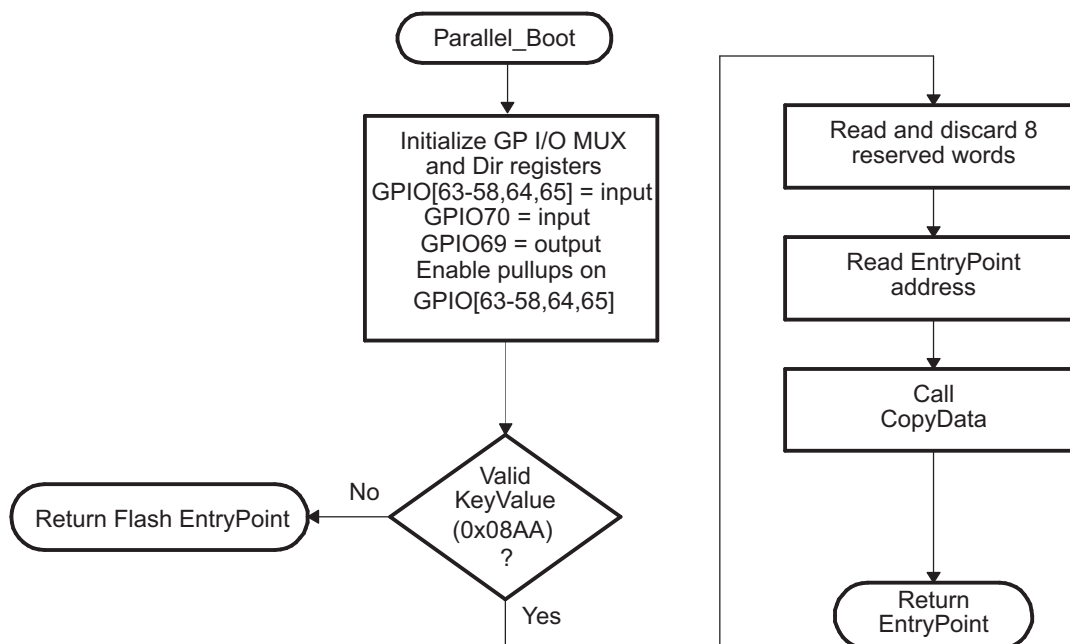 Parallel_Boot
Initialize GP I/O MUX
and Dir registers
GPIO[63-58,64,65] = input
GPIO70 = input
GPIO69 = output
Enable pullups on
GPIO[63-58,64,65]
Valid
KeyValue
(0x08AA)
?
No
Return Flash EntryPoint
Yes
Read and discard 8
reserved words
Read EntryPoint
address
Call
CopyData
Return
EntryPoint